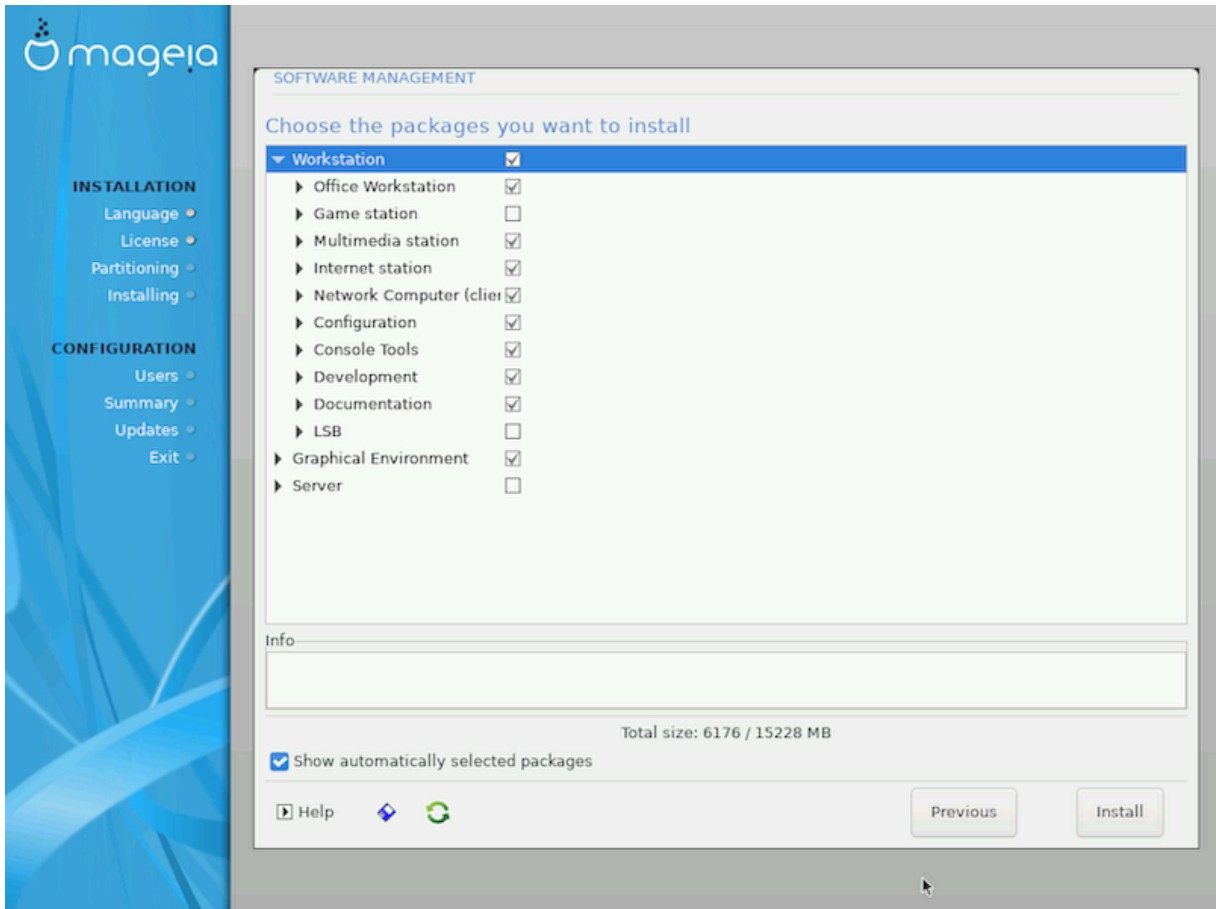 mageia
INSTALLATION
Language
License
Partitioning
Installing
CONFIGURATION
Users
Summary
Updates
Exit
SOFTWARE MANAGEMENT
Choose the packages you want to install
Workstation
Office Workstation
Game station
Multimedia station
Internet station
Network Computer (clier
Configuration
Console Tools
Development
Documentation
LSB
Graphical Environment
Server
Info
Total size: 6176 / 15228 MB
Show automatically selected packages
Help
Previous
Install